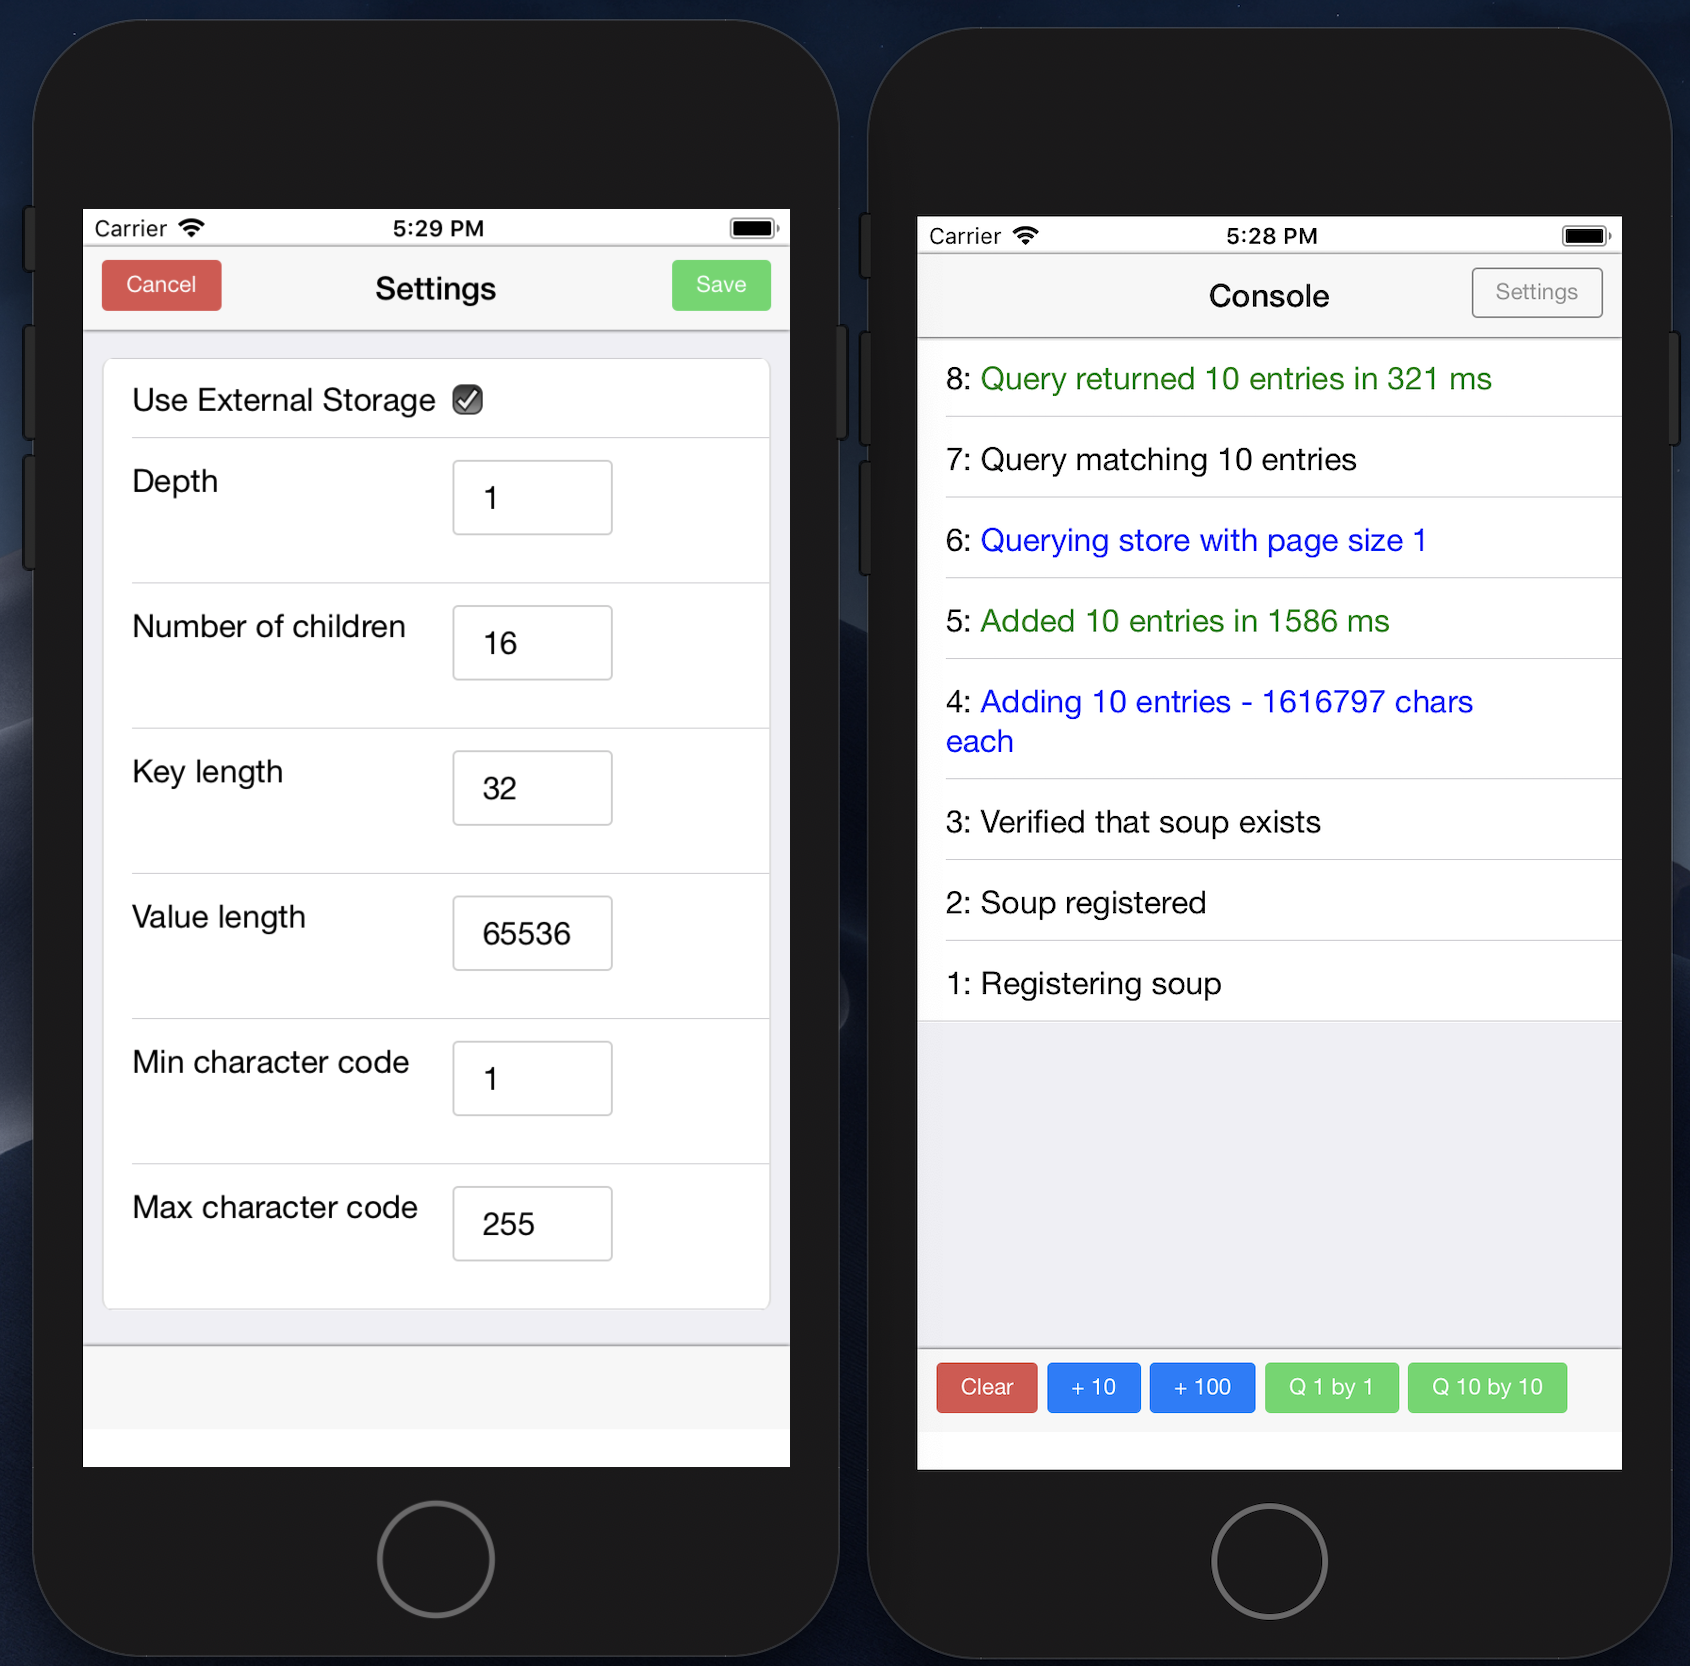 Carrier 5:29 PM
Cancel Settings Save
Use External Storage
Depth 1
Number of children 16
Key length 32
Value length 65536
Min character code 1
Max character code 255
Carrier 5:28 PM
Console Settings
8: Query returned 10 entries in 321 ms
7: Query matching 10 entries
6: Querying store with page size 1
5: Added 10 entries in 1586 ms
4: Adding 10 entries - 1616797 chars
each
3: Verified that soup exists
2: Soup registered
1: Registering soup
Clear + 10 + 100 Q 1 by 1 Q 10 by 10